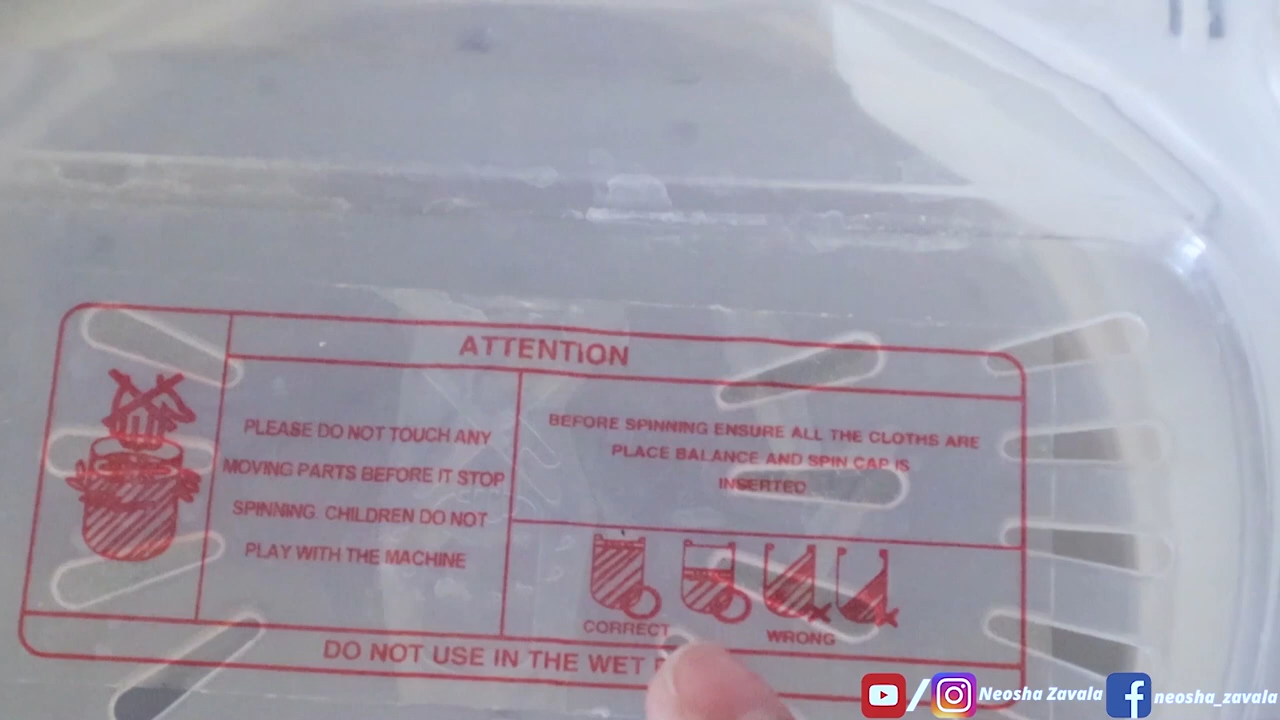 ATTENTION
PLEASE DO NOT TOUCH ANY
MOVING PARTS BEFORE IT STOP
SPINNING. CHILDREN DO NOT
PLAY WITH THE MACHINE
BEFORE SPINNING ENSURE ALL THE CLOTHS ARE
PLACE BALANCE AND SPIN CAP IS
INSERTED
CORRECT
WRONG
DO NOT USE IN THE WET
Neosha Zavala
neosha_zavala